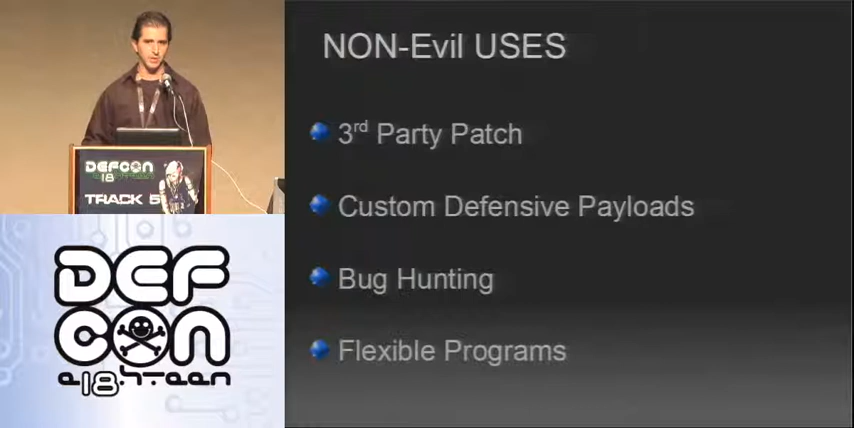 NON-Evil USES
3rd Party Patch
Custom Defensive Payloads
Bug Hunting
Flexible Programs
DEFCON
18
TRACK 5
DEF
CON
e18hteen